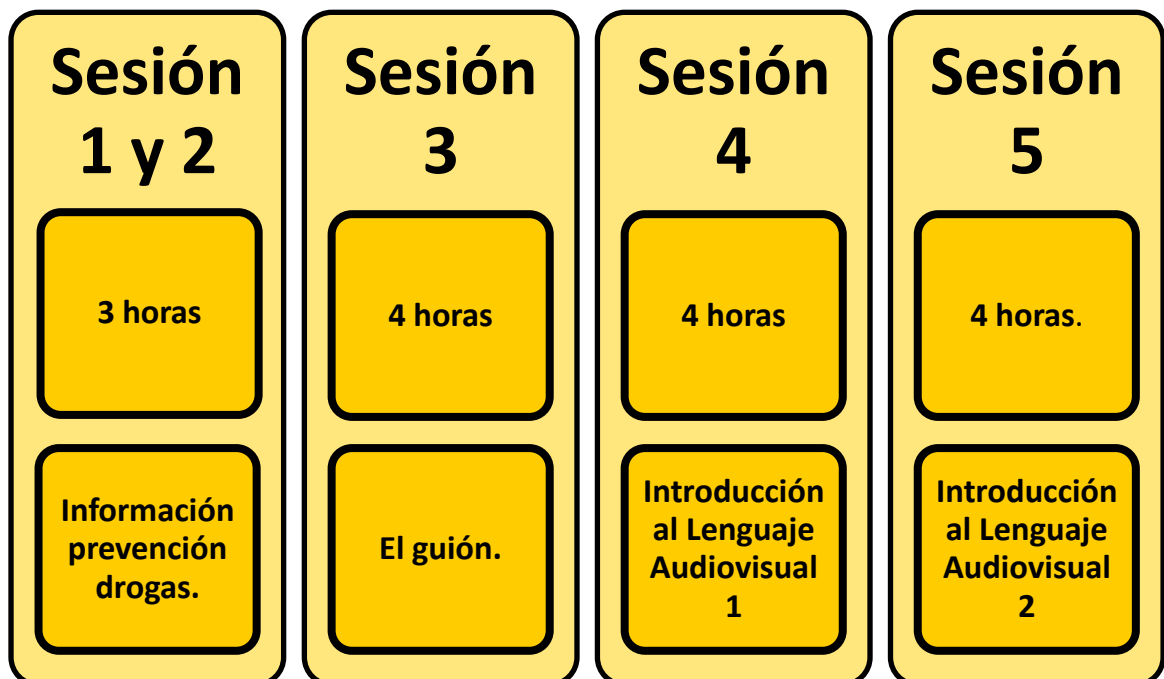 Sesión
1 y 2
3 horas
Información
prevención
drogas.
Sesión
3
4 horas
El guión.
Sesión
4
4 horas
Introducción
al Lenguaje
Audiovisual
1
Sesión
5
4 horas.
Introducción
al Lenguaje
Audiovisual
2